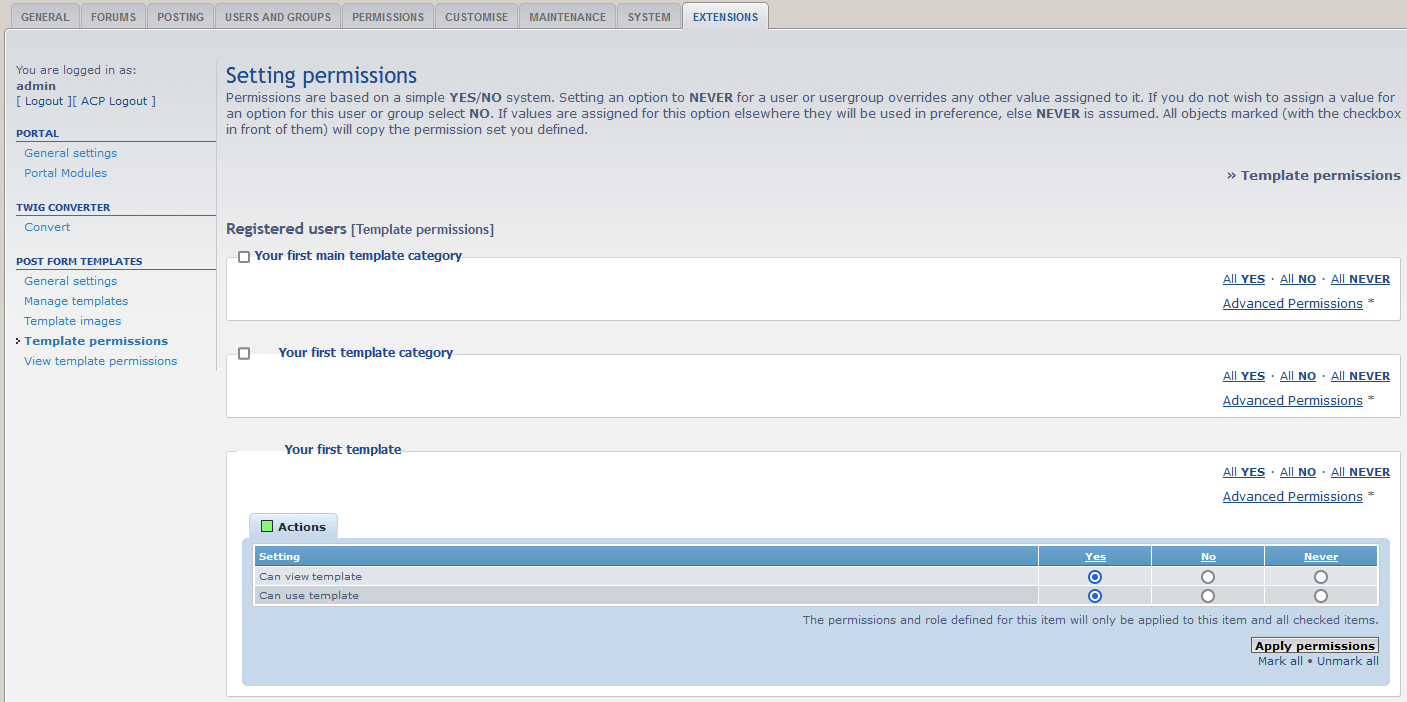 GENERAL FORUMS POSTING USERS AND GROUPS PERMISSIONS CUSTOMISE MAINTENANCE SYSTEM EXTENSIONS
You are logged in as:
admin
[ Logout ][ ACP Logout ]
PORTAL
General settings
Portal Modules
TWIG CONVERTER
Convert
POST FORM TEMPLATES
General settings
Manage templates
Template images
Template permissions
View template permissions
Setting permissions
Permissions are based on a simple YES/NO system. Setting an option to NEVER for a user or usergroup overrides any other value assigned to it. If you do not wish to assign a value for
an option for this user or group select NO. If values are assigned for this option elsewhere they will be used in preference, else NEVER is assumed. All objects marked (with the checkbox
in front of them) will copy the permission set you defined.
» Template permissions
Registered users [Template permissions]
Your first main template category
All YES · All NO · All NEVER
Advanced Permissions *
Your first template category
All YES · All NO · All NEVER
Advanced Permissions *
Your first template
All YES · All NO · All NEVER
Advanced Permissions *
Actions
Setting Yes No Never
Can view template
Can use template
The permissions and role defined for this item will only be applied to this item and all checked items.
Apply permissions
Mark all • Unmark all